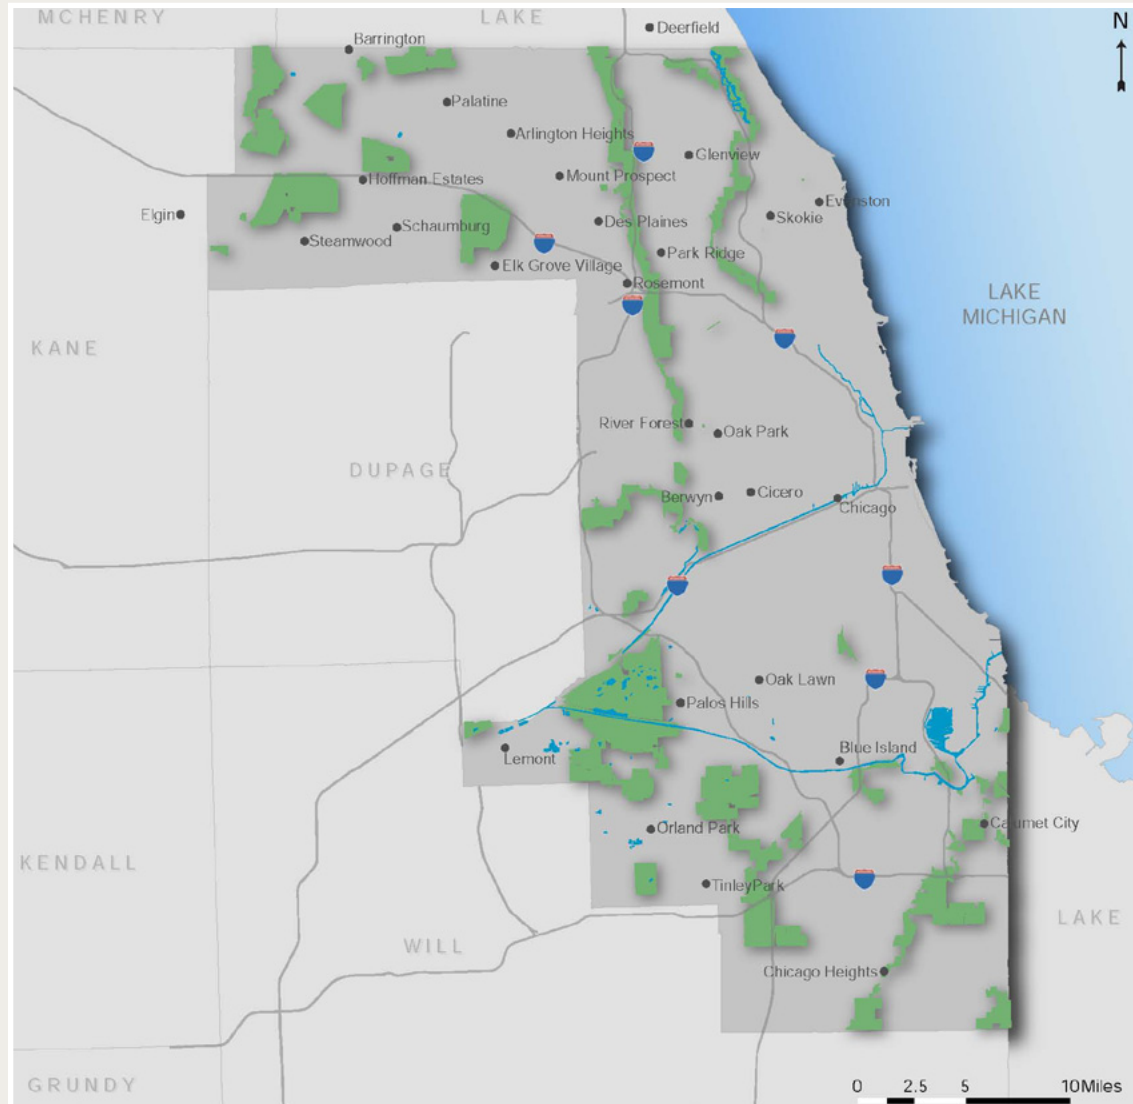 MCHENRY
LAKE
N
Deerfield
Barrington
Palatine
Arlington Heights
Glenview
Hoffman Estates
Mount Prospect
Elgin
Evanston
Skokie
Schaumburg
Des Plaines
Steamwood
Park Ridge
Elk Grove Village
Rosemont
LAKE
MICHIGAN
KANE
River Forest
Oak Park
DUPAGE
Berwyn
Cicero
Chicago
Oak Lawn
Palos Hills
Lemont
Blue Island
Orland Park
Calumet City
KENDALL
TinleyPark
LAKE
WILL
Chicago Heights
GRUNDY
0 2.5 5 10Miles